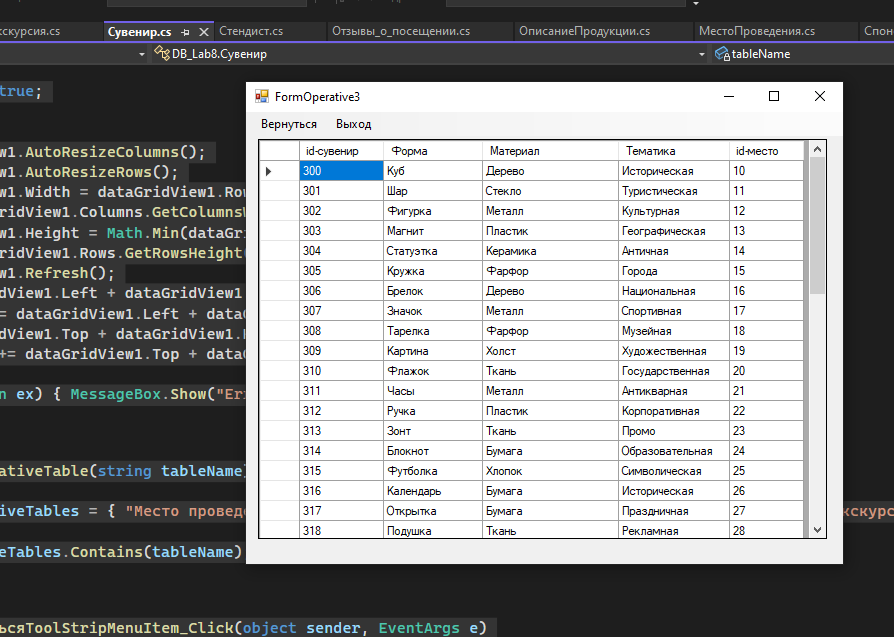 скурсия.cs Сувенир.cs Стендист.cs Отзывы_о_посещении.cs ОписаниеПродукции.cs МестоПроведения.cs Спон
DB_Lab8.Сувенир tableName
true;
FormOperative3
Вернуться Выход
id-сувенир Форма Материал Тематика id-место
300 Куб Дерево Историческая 10
301 Шар Стекло Туристическая 11
302 Фигурка Металл Культурная 12
303 Магнит Пластик Географическая 13
304 Статуэтка Керамика Античная 14
305 Кружка Фарфор Города 15
306 Брелок Дерево Национальная 16
307 Значок Металл Спортивная 17
308 Тарелка Фарфор Музейная 18
309 Картина Холст Художественная 19
310 Флажок Ткань Государственная 20
311 Часы Металл Антикварная 21
312 Ручка Пластик Корпоративная 22
313 Зонт Ткань Промо 23
314 Блокнот Бумага Образовательная 24
315 Футболка Хлопок Символическая 25
316 Календарь Бумага Историческая 26
317 Открытка Бумага Праздничная 27
318 Подушка Ткань Рекламная 28
w1.AutoResizeColumns();
w1.AutoResizeRows();
w1.Width = dataGridView1.Row
ridView1.Columns.GetColumns
w1.Height = Math.Min(dataGr
ridView1.Rows.GetRowsHeight(
w1.Refresh();
dView1.Left + dataGridView1
= dataGridView1.Left + data
dView1.Top + dataGridView1.
+= dataGridView1.Top + data
n ex) { MessageBox.Show("Er
ativeTable(string tableName)
iveTables = { "Место провед кскурс
eTables.Contains(tableName)
ьсяToolStripMenuItem_Click(object sender, EventArgs e)